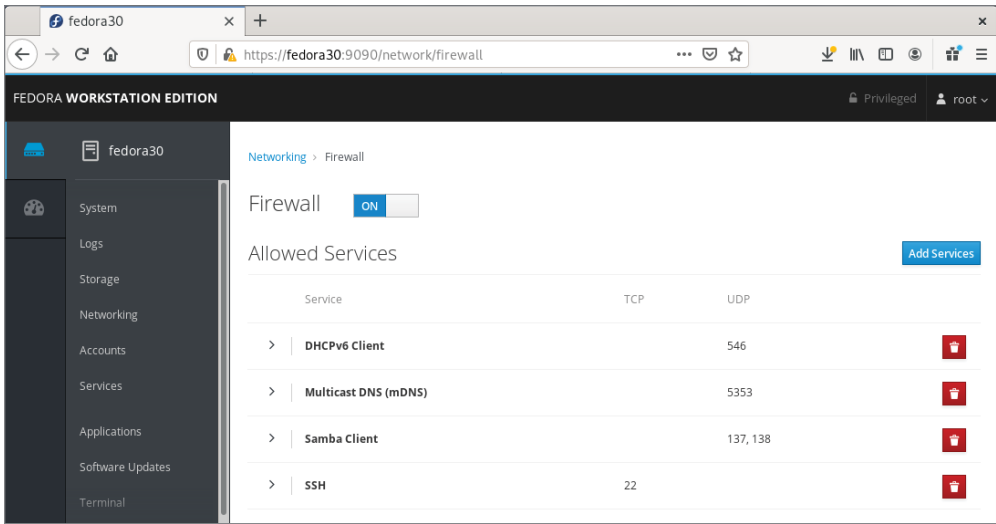 fedora30
https://fedora30:9090/network/firewall
FEDORA WORKSTATION EDITION
Privileged
root
fedora30
System
Logs
Storage
Networking
Accounts
Services
Applications
Software Updates
Terminal
Networking > Firewall
Firewall ON
Allowed Services
Add Services
Service TCP UDP
DHCPv6 Client 546
Multicast DNS (mDNS) 5353
Samba Client 137, 138
SSH 22